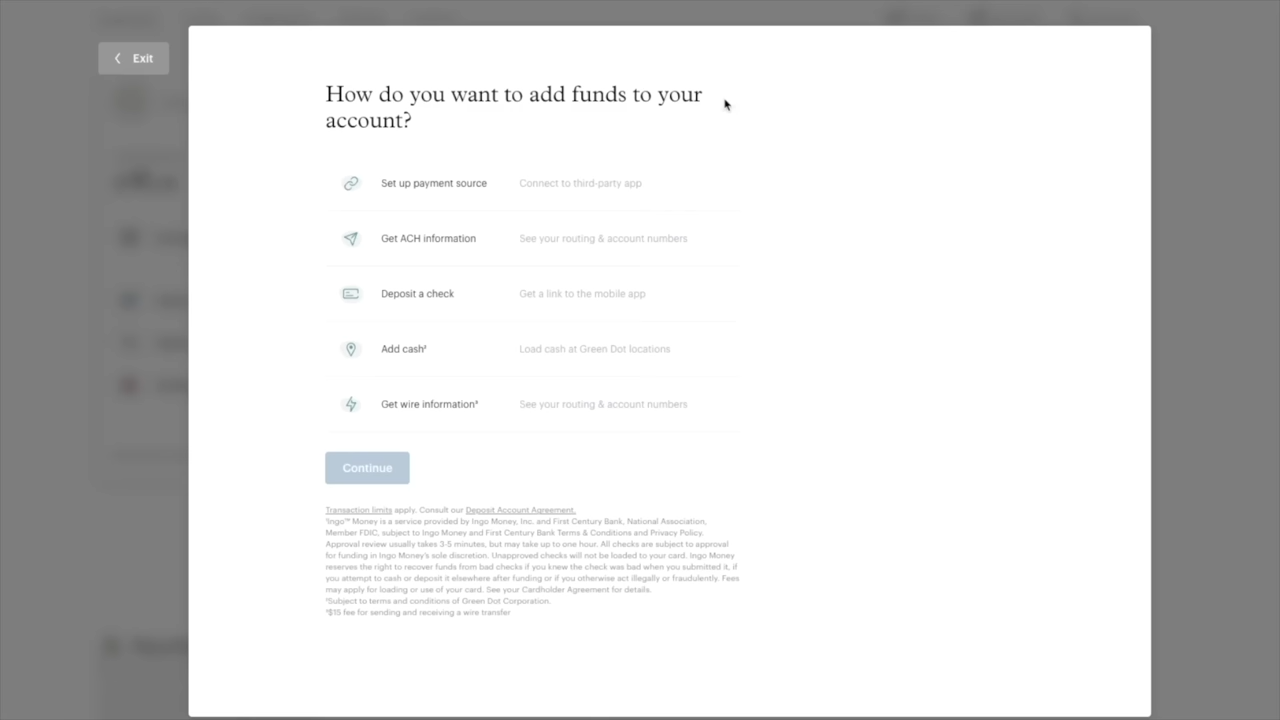 Exit
How do you want to add funds to your
account?
Set up payment source Connect to third-party app
Get ACH information See your routing & account numbers
Deposit a check Get a link to the mobile app
Add cash² Load cash at Green Dot locations
Get wire information³ See your routing & account numbers
Continue
Transaction limits apply. Consult our Deposit Account Agreement.
¹Ingo™ Money is a service provided by Ingo Money, Inc. and First Century Bank, National Association,
Member FDIC, subject to Ingo Money and First Century Bank Terms & Conditions and Privacy Policy.
Approval review usually takes 3-5 minutes, but may take up to one hour. All checks are subject to approval
for funding in Ingo Money's sole discretion. Unapproved checks will not be loaded to your card. Ingo Money
reserves the right to recover funds from bad checks if you knew the check was bad when you submitted it, if
you attempt to cash or deposit it elsewhere after funding or if you otherwise act illegally or fraudulently. Fees
may apply for loading or use of your card. See your Cardholder Agreement for details.
²Subject to terms and conditions of Green Dot Corporation.
³$15 fee for sending and receiving a wire transfer